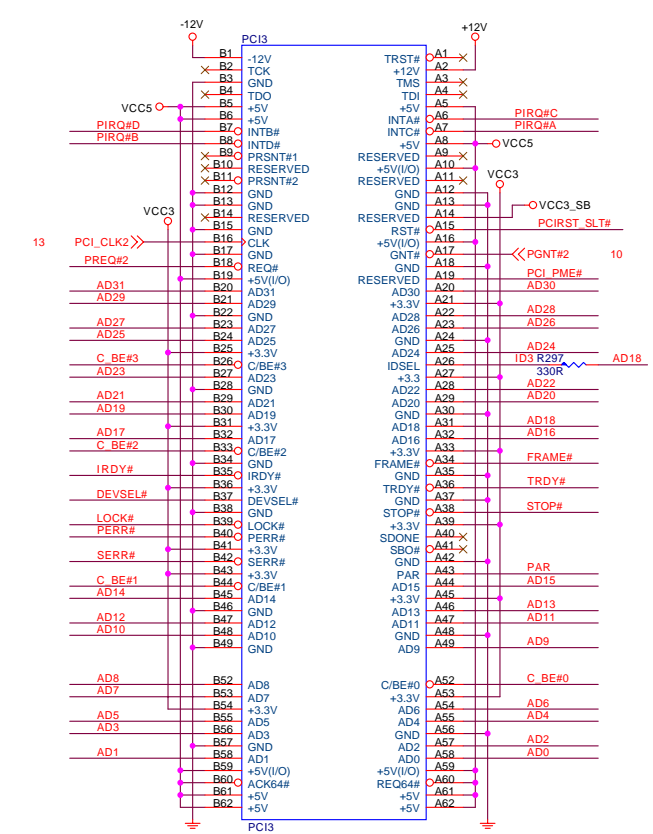 -12V +12V
PCI3
B1 -12V TRST# A1
B2 TCK +12V A2
B3 GND TMS A3
B4 TDO TDI A4
VCC5 B5 +5V +5V A5
B6 +5V INTA# A6 PIRQ#C
PIRQ#D B7 INTB# INTC# A7 PIRQ#A
PIRQ#B B8 INTD# +5V A8 VCC5
B9 PRSNT#1 RESERVED A9
B10 RESERVED +5V(I/O) A10
B11 PRSNT#2 RESERVED A11
VCC3
B12 GND GND A12
B13 GND GND A13
VCC3 B14 RESERVED RESERVED A14 VCC3_SB
B15 GND RST# A15 PCIRST_SLT#
13 PCI_CLK2 B16 CLK +5V(I/O) A16
B17 GND GNT# A17 PGNT#2 10
PREQ#2 B18 REQ# GND A18
B19 +5V(I/O) RESERVED A19 PCI_PME#
AD31 B20 AD31 AD30 A20 AD30
AD29 B21 AD29 +3.3V A21
B22 GND AD28 A22 AD28
AD27 B23 AD27 AD26 A23 AD26
AD25 B24 AD25 GND A24
B25 +3.3V AD24 A25 AD24
C_BE#3 B26 C/BE#3 IDSEL A26 ID3 R297 AD18
330R
AD23 B27 AD23 +3.3 A27
B28 GND AD22 A28 AD22
AD21 B29 AD21 AD20 A29 AD20
AD19 B30 AD19 GND A30
B31 +3.3V AD18 A31 AD18
AD17 B32 AD17 AD16 A32 AD16
C_BE#2 B33 C/BE#2 +3.3V A33
B34 GND FRAME# A34 FRAME#
IRDY# B35 IRDY# GND A35
B36 +3.3V TRDY# A36 TRDY#
DEVSEL# B37 DEVSEL# GND A37
B38 GND STOP# A38 STOP#
LOCK# B39 LOCK# +3.3V A39
PERR# B40 PERR# SDONE A40
B41 +3.3V SBO# A41
SERR# B42 SERR# GND A42
B43 +3.3V PAR A43 PAR
C_BE#1 B44 C/BE#1 AD15 A44 AD15
AD14 B45 AD14 +3.3V A45
B46 GND AD13 A46 AD13
AD12 B47 AD12 AD11 A47 AD11
AD10 B48 AD10 GND A48
B49 GND AD9 A49 AD9
AD8 B52 AD8 C/BE#0 A52 C_BE#0
AD7 B53 AD7 +3.3V A53
B54 +3.3V AD6 A54 AD6
AD5 B55 AD5 AD4 A55 AD4
AD3 B56 AD3 GND A56
B57 GND AD2 A57 AD2
AD1 B58 AD1 AD0 A58 AD0
B59 +5V(I/O) +5V(I/O) A59
B60 ACK64# REQ64# A60
B61 +5V +5V A61
B62 +5V +5V A62
PCI3